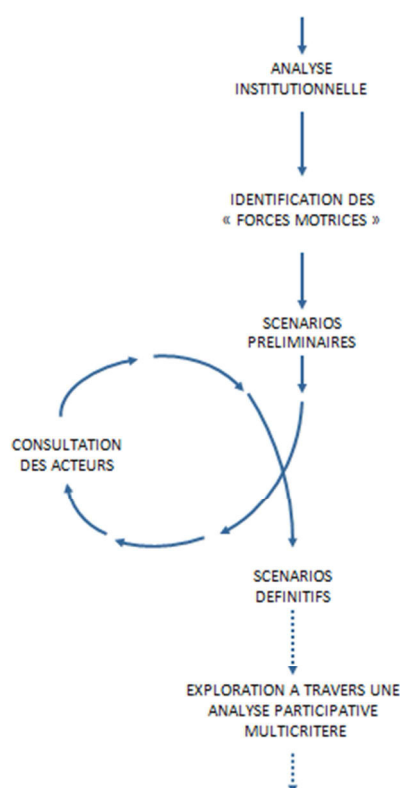 ANALYSE
INSTITUTIONNELLE
IDENTIFICATION DES
« FORCES MOTRICES »
SCENARIOS
PRELIMINAIRES
CONSULTATION
DES ACTEURS
SCENARIOS
DEFINITIFS
EXPLORATION A TRAVERS UNE
ANALYSE PARTICIPATIVE
MULTICRITERE